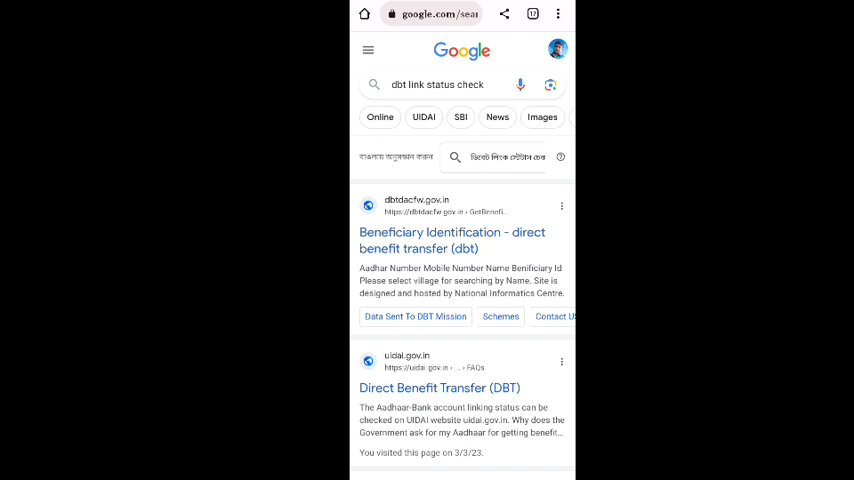 google.com/sear
17
Google
dbt link status check
Online UIDAI SBI News Images
বাংলায় অনুসন্ধান করুন ডিবেট লিংক স্টেটাস চেক
dbtdacfw.gov.in
https://dbtdacfw.gov.in › GetBenefi...
Beneficiary Identification - direct
benefit transfer (dbt)
Aadhar Number Mobile Number Name Benificiary Id
Please select village for searching by Name. Site is
designed and hosted by National Informatics Centre.
Data Sent To DBT Mission Schemes Contact US
uidai.gov.in
https://uidai.gov.in › ... › FAQs
Direct Benefit Transfer (DBT)
The Aadhaar-Bank account linking status can be
checked on UIDAI website uidai.gov.in. Why does the
Government ask for my Aadhaar for getting benefit...
You visited this page on 3/3/23.